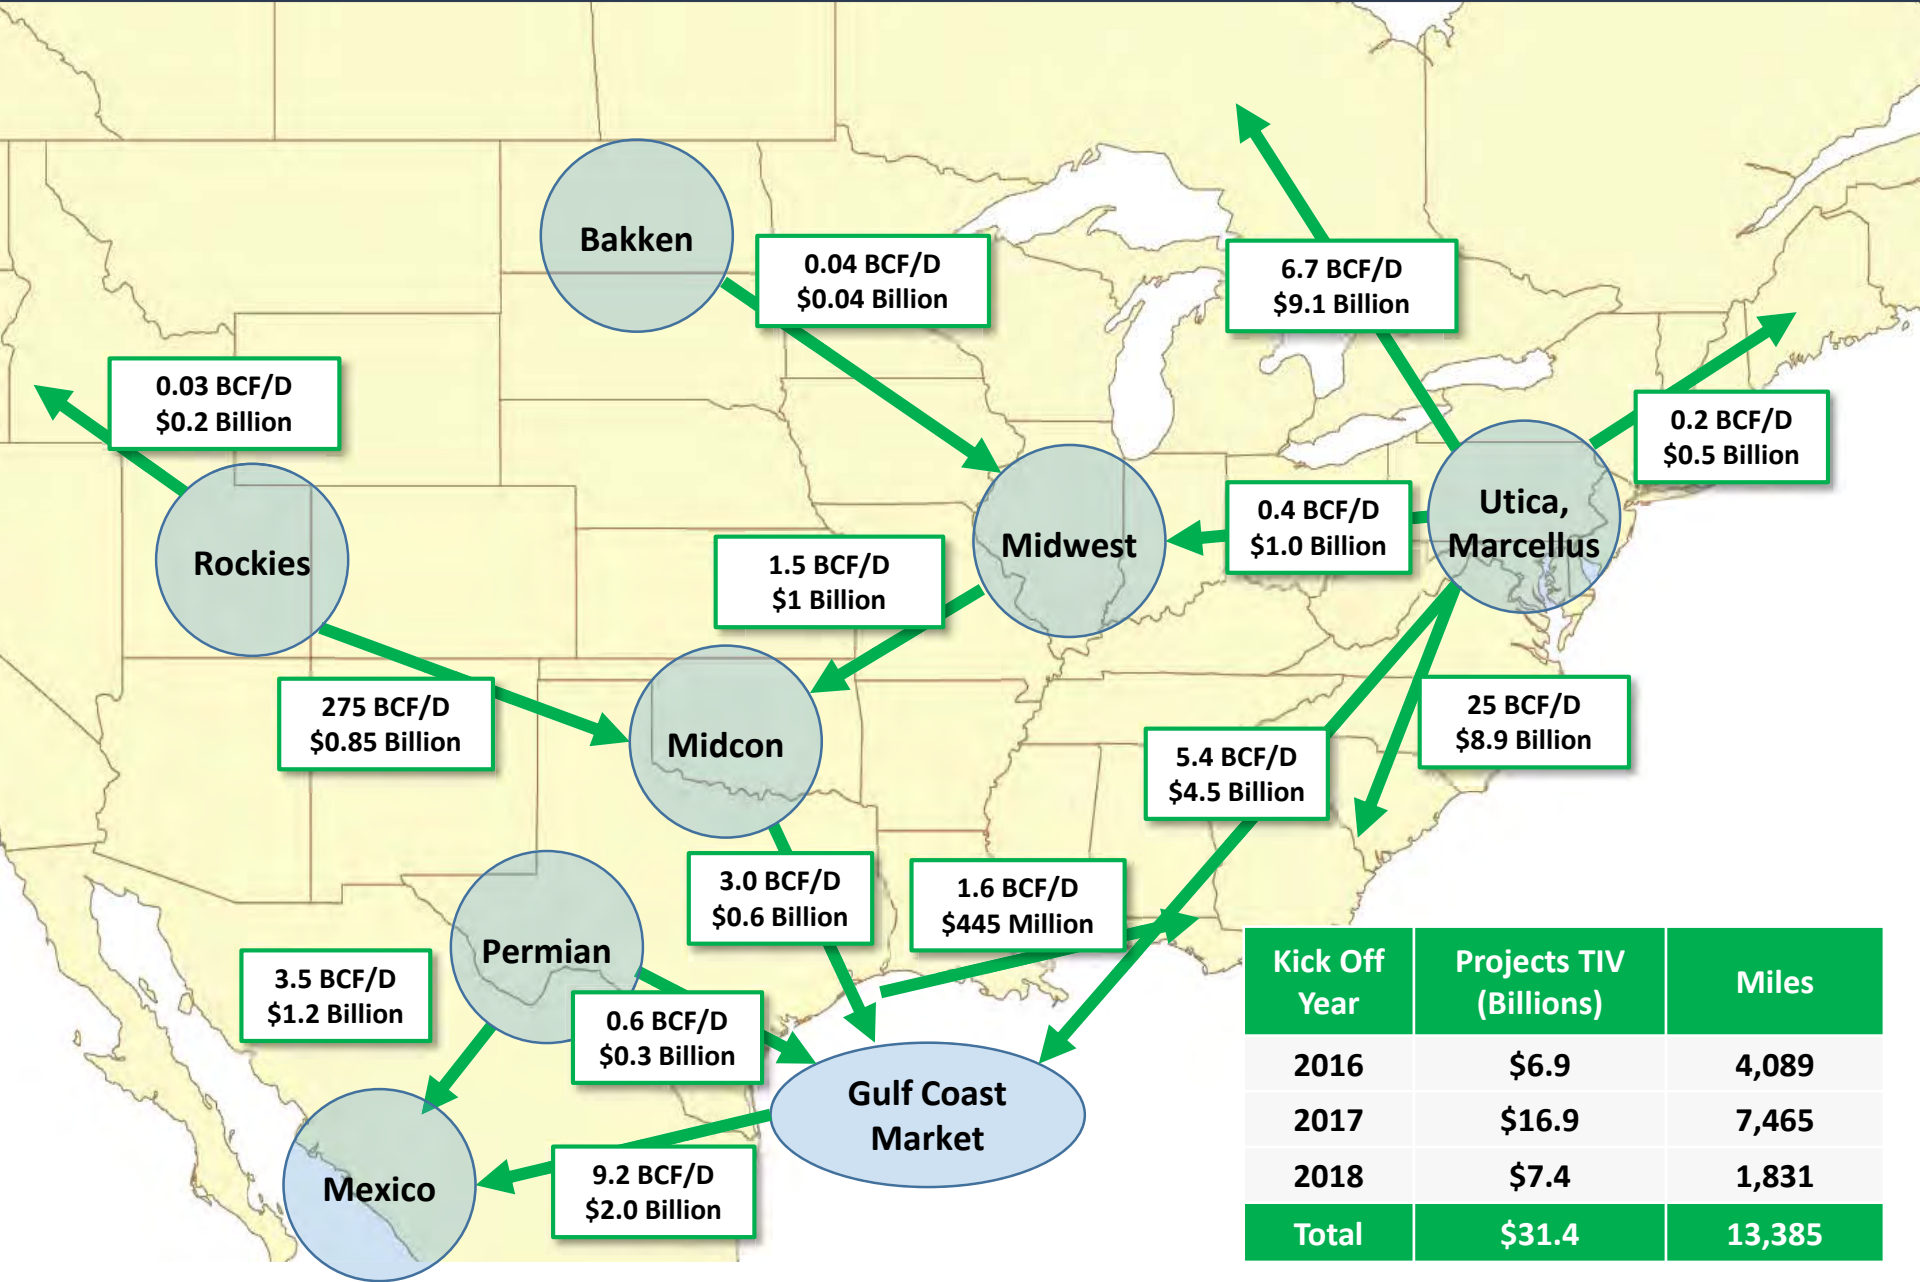 Bakken
0.04 BCF/D
$0.04 Billion
6.7 BCF/D
$9.1 Billion
0.03 BCF/D
$0.2 Billion
0.2 BCF/D
$0.5 Billion
Rockies
Midwest
0.4 BCF/D
$1.0 Billion
Utica,
Marcellus
1.5 BCF/D
$1 Billion
275 BCF/D
$0.85 Billion
Midcon
5.4 BCF/D
$4.5 Billion
25 BCF/D
$8.9 Billion
3.0 BCF/D
$0.6 Billion
1.6 BCF/D
$445 Million
Permian
3.5 BCF/D
$1.2 Billion
0.6 BCF/D
$0.3 Billion
Gulf Coast
Market
Mexico
9.2 BCF/D
$2.0 Billion
Kick Off Year Projects TIV (Billions) Miles
2016 $6.9 4,089
2017 $16.9 7,465
2018 $7.4 1,831
Total $31.4 13,385